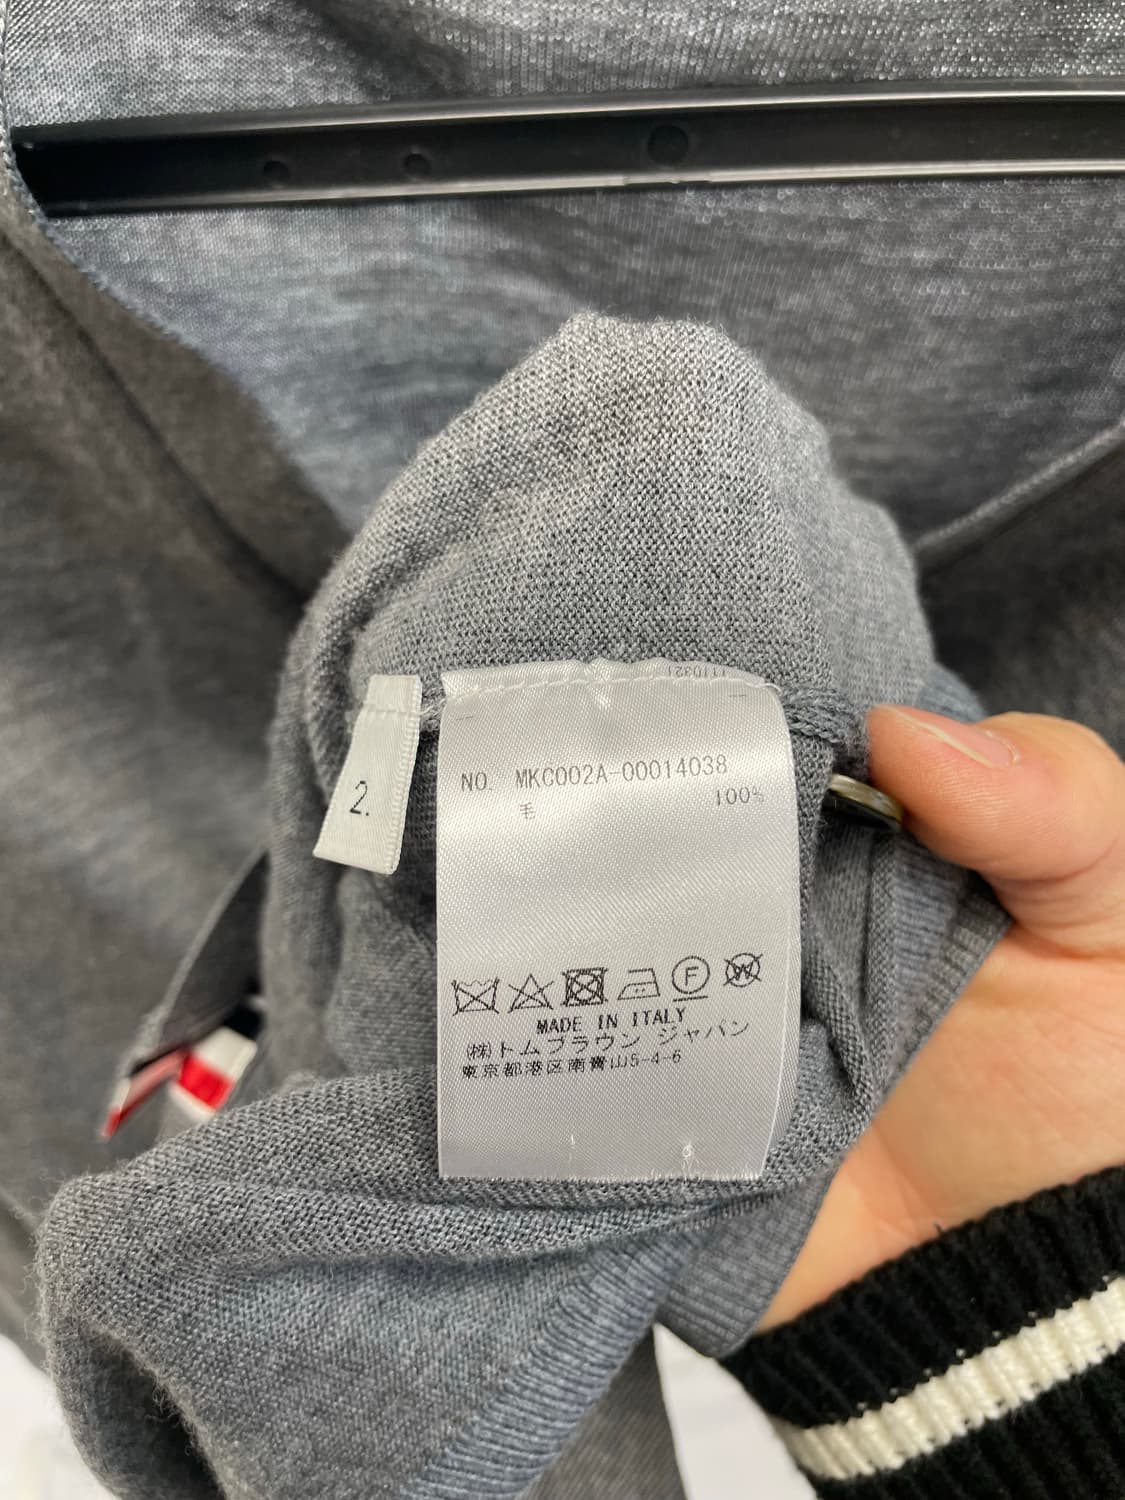 2.
NO. MKC002A-00014038
毛 100%
F
W
MADE IN ITALY
(株)トムブラウン ジャパン
東京都港区南青山5-4-6